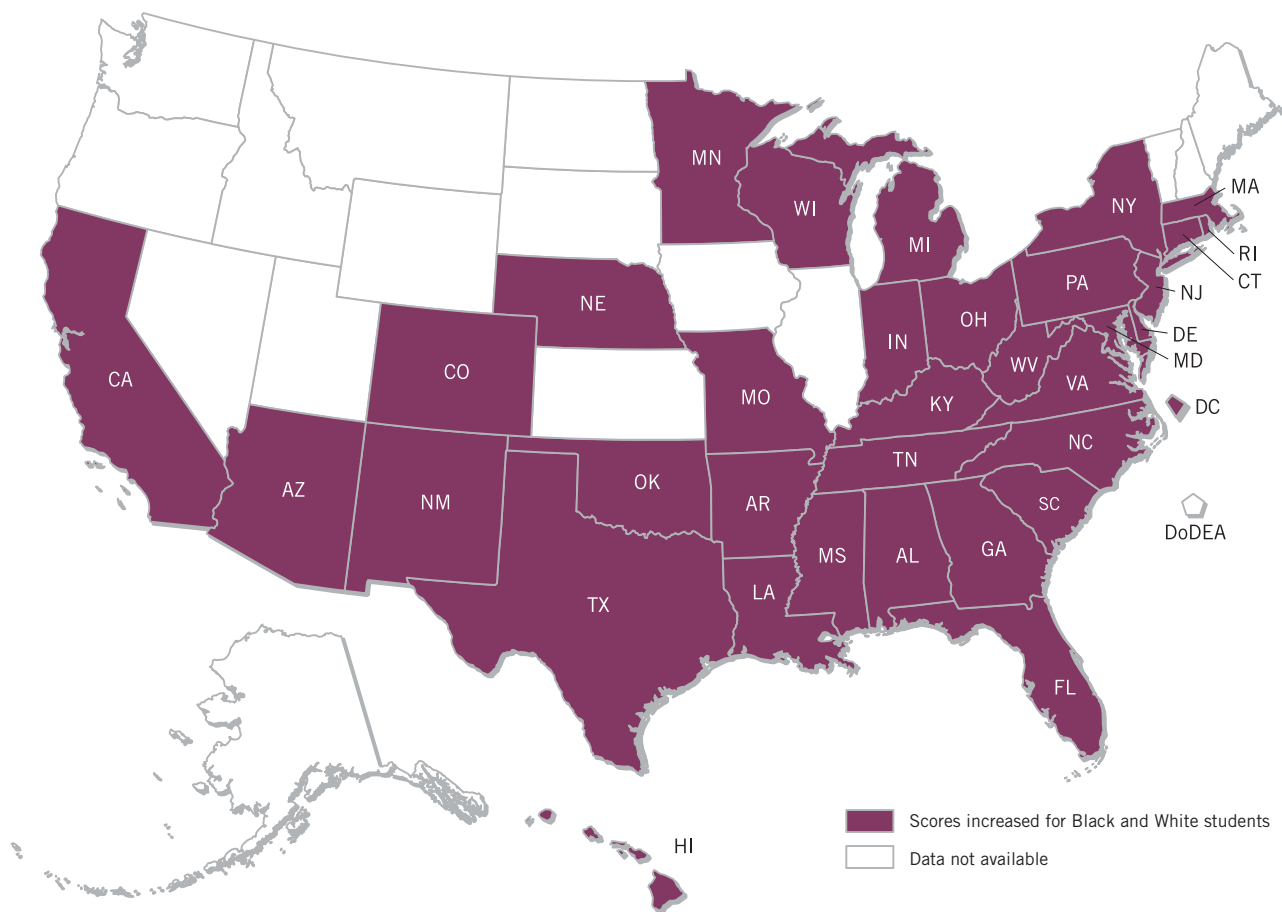 MN
WI
MI
NY
MA
RI
CT
PA
NJ
NE
OH
DE
IN
MD
CO
WV
CA
VA
MO
KY
DC
NC
TN
OK
AZ
NM
AR
SC
DoDEA
MS
AL
GA
LA
TX
FL
Scores increased for Black and White students
HI
Data not available